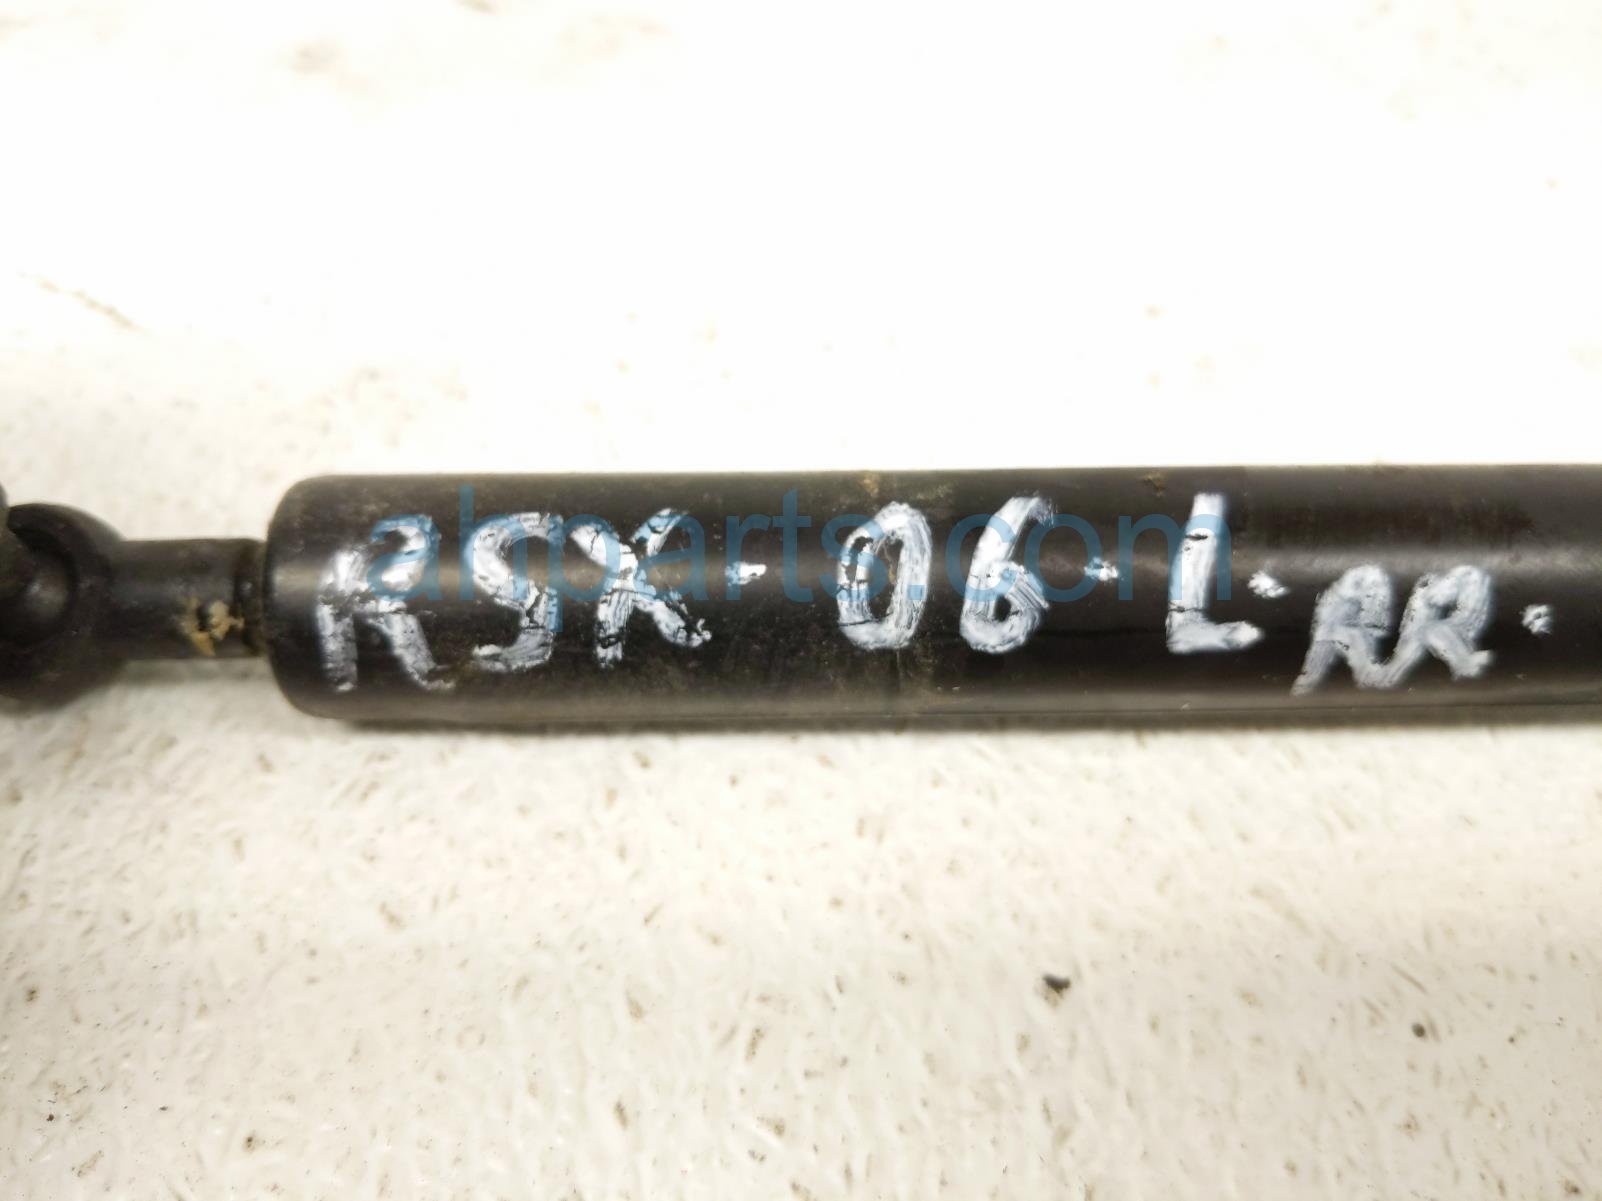 RSX · 06 · L · RR ·
ahparts.com